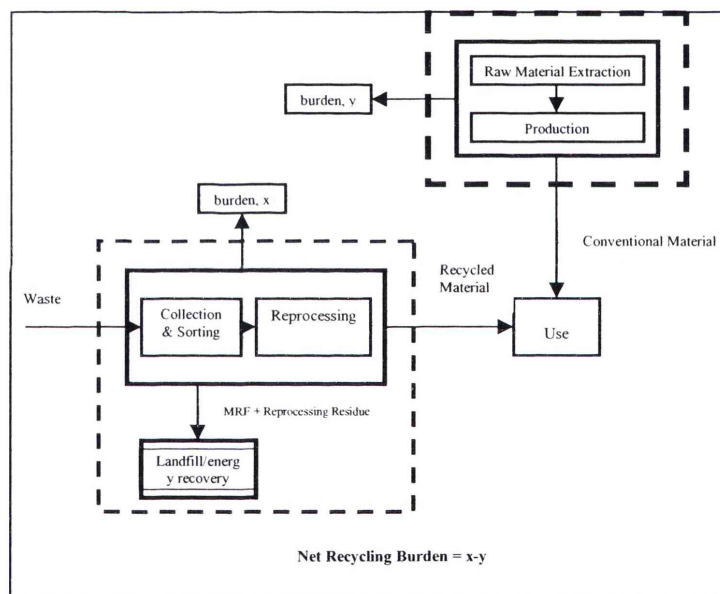 Raw Material Extraction
burden, y
Production
burden, x
Conventional Material
Recycled
Material
Waste
Collection
& Sorting
Reprocessing
Use
MRF + Reprocessing Residue
Landfill/energ
y recovery
Net Recycling Burden = x-y